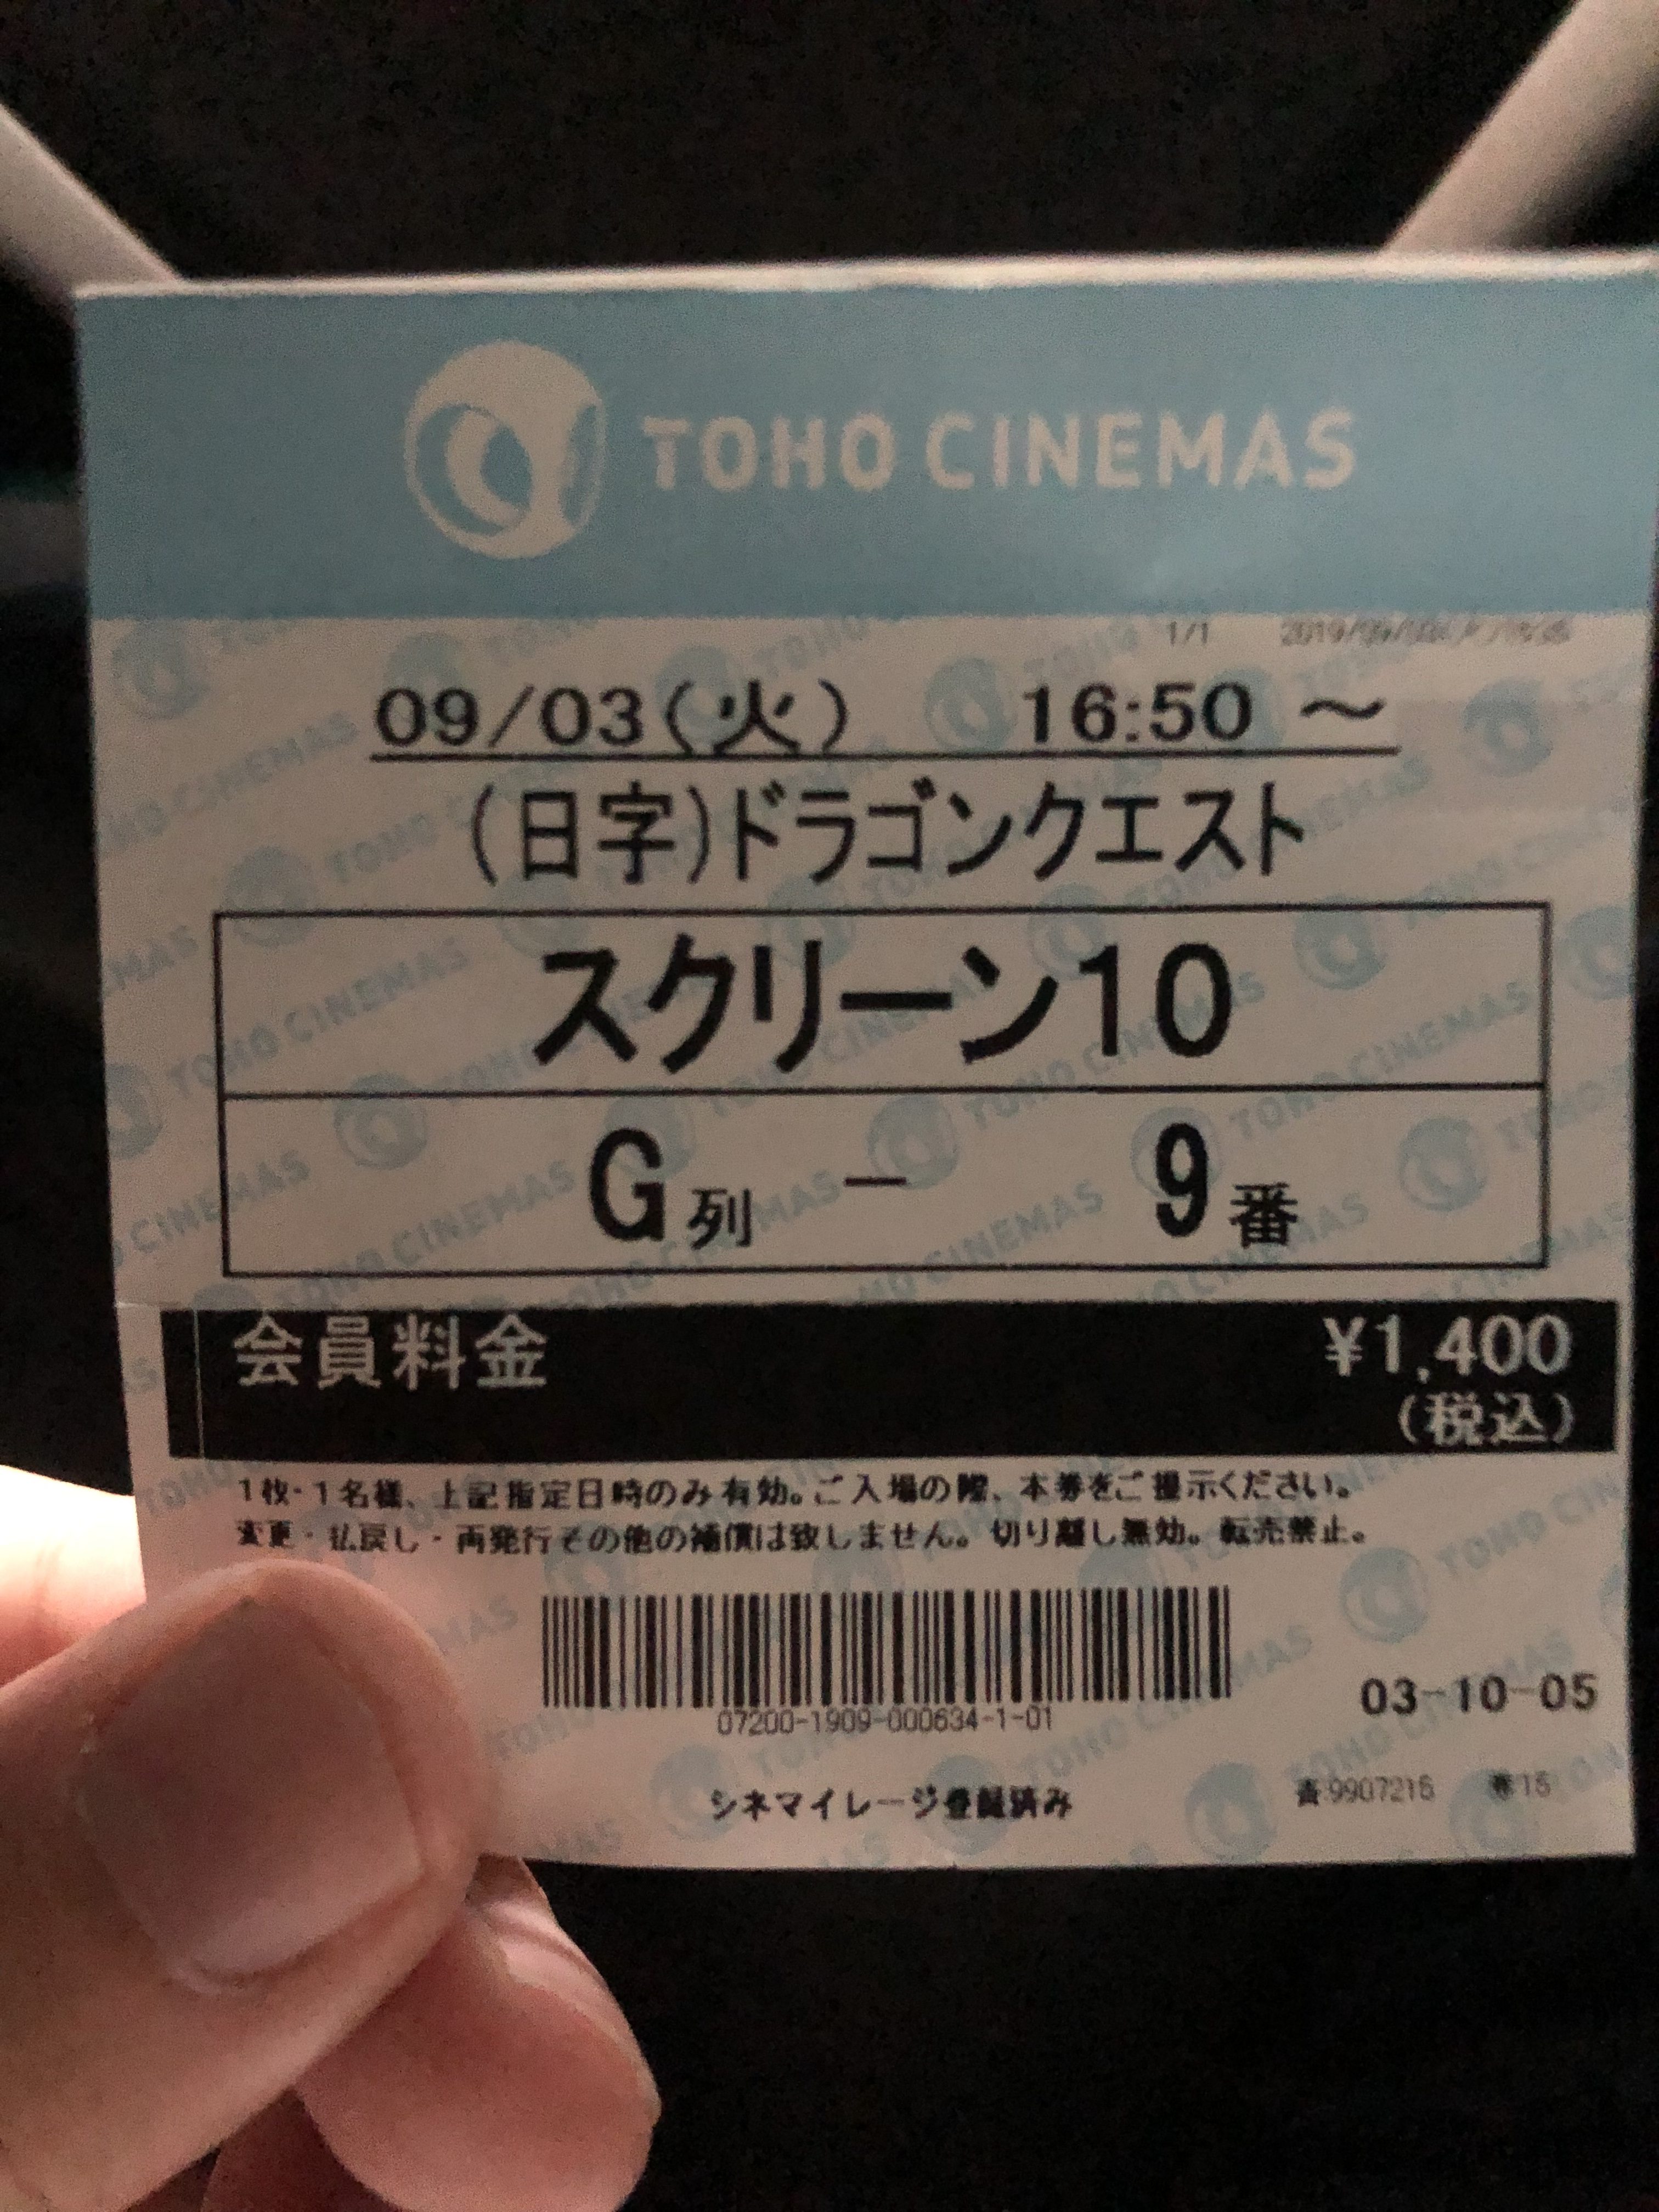 TOHO CINEMAS
1/1
09/03(火) 16:50 ～
(日字)ドラゴンクエスト
スクリーン10
G列 － 9番
会員料金 ¥1,400
(税込)
1枚・1名様、上記指定日時のみ有効。ご入場の際、本券をご提示ください。
変更・払戻し・再発行その他の補償は致しません。切り離し無効。転売禁止。
07200-1909-000634-1-01
03-10-05
シネマイレージ登録済み